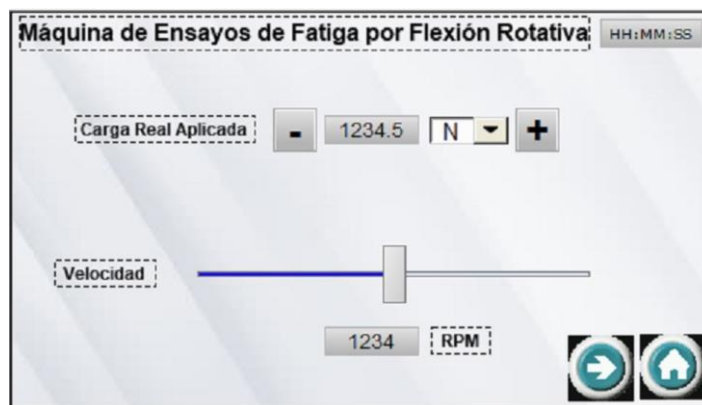 Máquina de Ensayos de Fatiga por Flexión Rotativa HH:MM:SS
Carga Real Aplicada - 1234.5 N +
Velocidad
1234 RPM